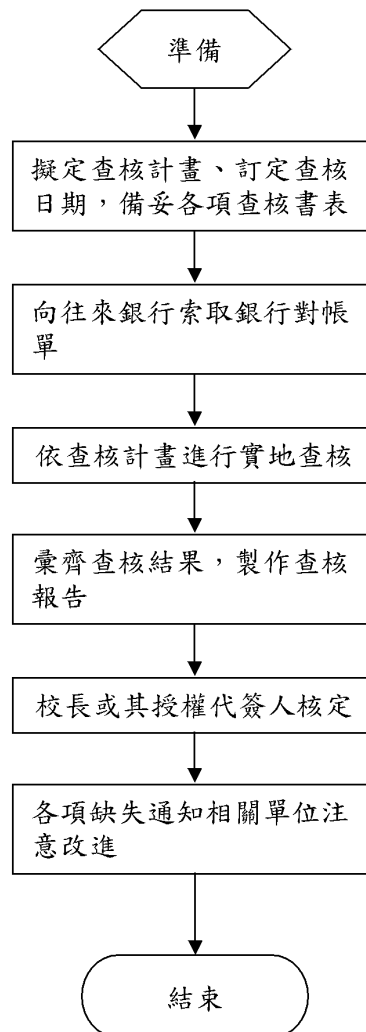 準備
擬定查核計畫、訂定查核
日期，備妥各項查核書表
向往來銀行索取銀行對帳
單
依查核計畫進行實地查核
彙齊查核結果，製作查核
報告
校長或其授權代簽人核定
各項缺失通知相關單位注
意改進
結束